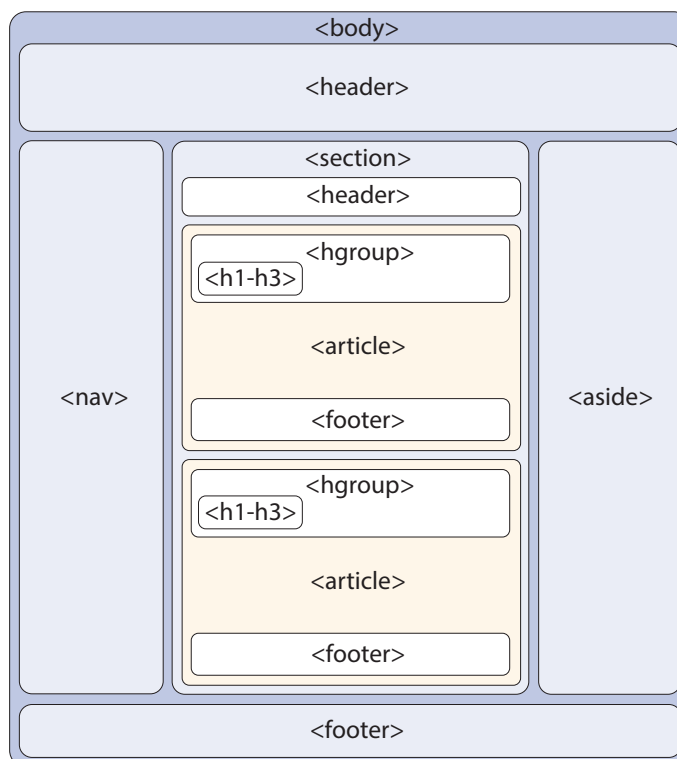 <body>
<header>
<nav>
<section>
<header>
<hgroup>
<h1-h3>
<article>
<footer>
<hgroup>
<h1-h3>
<article>
<footer>
<aside>
<footer>